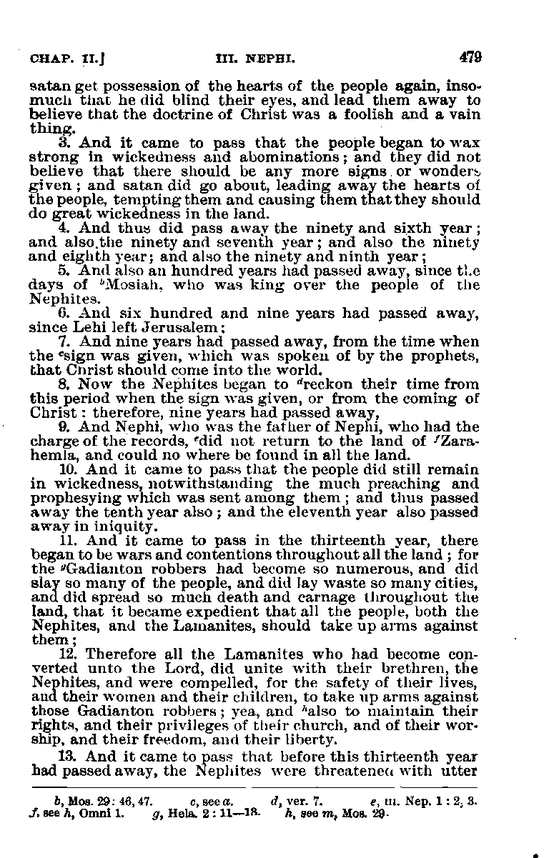 CHAP. II.] III. NEPHI. 479
satan get possession of the hearts of the people again, inso-
much that he did blind their eyes, and lead them away to
believe that the doctrine of Christ was a foolish and a vain
thing.
3. And it came to pass that the people began to wax
strong in wickedness and abominations; and they did not
believe that there should be any more signs or wonders
given; and satan did go about, leading away the hearts of
the people, tempting them and causing them that they should
do great wickedness in the land.
4. And thus did pass away the ninety and sixth year;
and also the ninety and seventh year; and also the ninety
and eighth year; and also the ninety and ninth year;
5. And also an hundred years had passed away, since the
days of ᵇMosiah, who was king over the people of the
Nephites.
6. And six hundred and nine years had passed away,
since Lehi left Jerusalem;
7. And nine years had passed away, from the time when
the ᶜsign was given, which was spoken of by the prophets,
that Christ should come into the world.
8. Now the Nephites began to ᵈreckon their time from
this period when the sign was given, or from the coming of
Christ: therefore, nine years had passed away,
9. And Nephi, who was the father of Nephi, who had the
charge of the records, ᵉdid not return to the land of ᶠZara-
hemla, and could no where be found in all the land.
10. And it came to pass that the people did still remain
in wickedness, notwithstanding the much preaching and
prophesying which was sent among them; and thus passed
away the tenth year also; and the eleventh year also passed
away in iniquity.
11. And it came to pass in the thirteenth year, there
began to be wars and contentions throughout all the land; for
the ᵍGadianton robbers had become so numerous, and did
slay so many of the people, and did lay waste so many cities,
and did spread so much death and carnage throughout the
land, that it became expedient that all the people, both the
Nephites, and the Lamanites, should take up arms against
them;
12. Therefore all the Lamanites who had become con-
verted unto the Lord, did unite with their brethren, the
Nephites, and were compelled, for the safety of their lives,
and their women and their children, to take up arms against
those Gadianton robbers; yea, and ʰalso to maintain their
rights, and their privileges of their church, and of their wor-
ship, and their freedom, and their liberty.
13. And it came to pass that before this thirteenth year
had passed away, the Nephites were threatened with utter
b, Mos. 29: 46, 47. c, see a. d, ver. 7. e, III. Nep. 1: 2, 3.
f, see h, Omni 1. g, Hela. 2: 11—13. h, see m, Mos. 29.